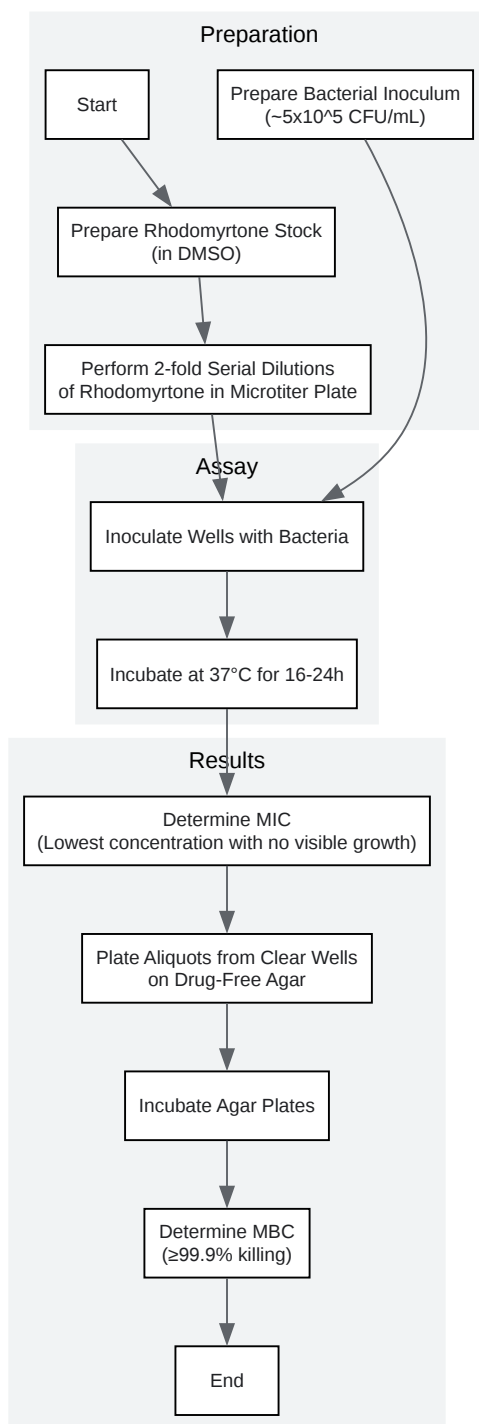 Preparation
Start
Prepare Bacterial Inoculum
(~5x10^5 CFU/mL)
Prepare Rhodomyrtone Stock
(in DMSO)
Perform 2-fold Serial Dilutions
of Rhodomyrtone in Microtiter Plate
Assay
Inoculate Wells with Bacteria
Incubate at 37°C for 16-24h
Results
Determine MIC
(Lowest concentration with no visible growth)
Plate Aliquots from Clear Wells
on Drug-Free Agar
Incubate Agar Plates
Determine MBC
(≥99.9% killing)
End